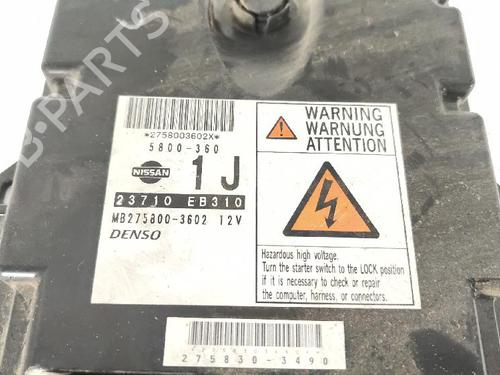 *2758003602X*
5800-360
NISSAN
1J
23710 EB310
MB275800-3602 12V
DENSO
WARNING
WARNUNG
ATTENTION
Hazardous high voltage.
Turn the starter switch to the LOCK position
if it is necessary to check or repair
the computer, harness, or connectors.
275830-3490